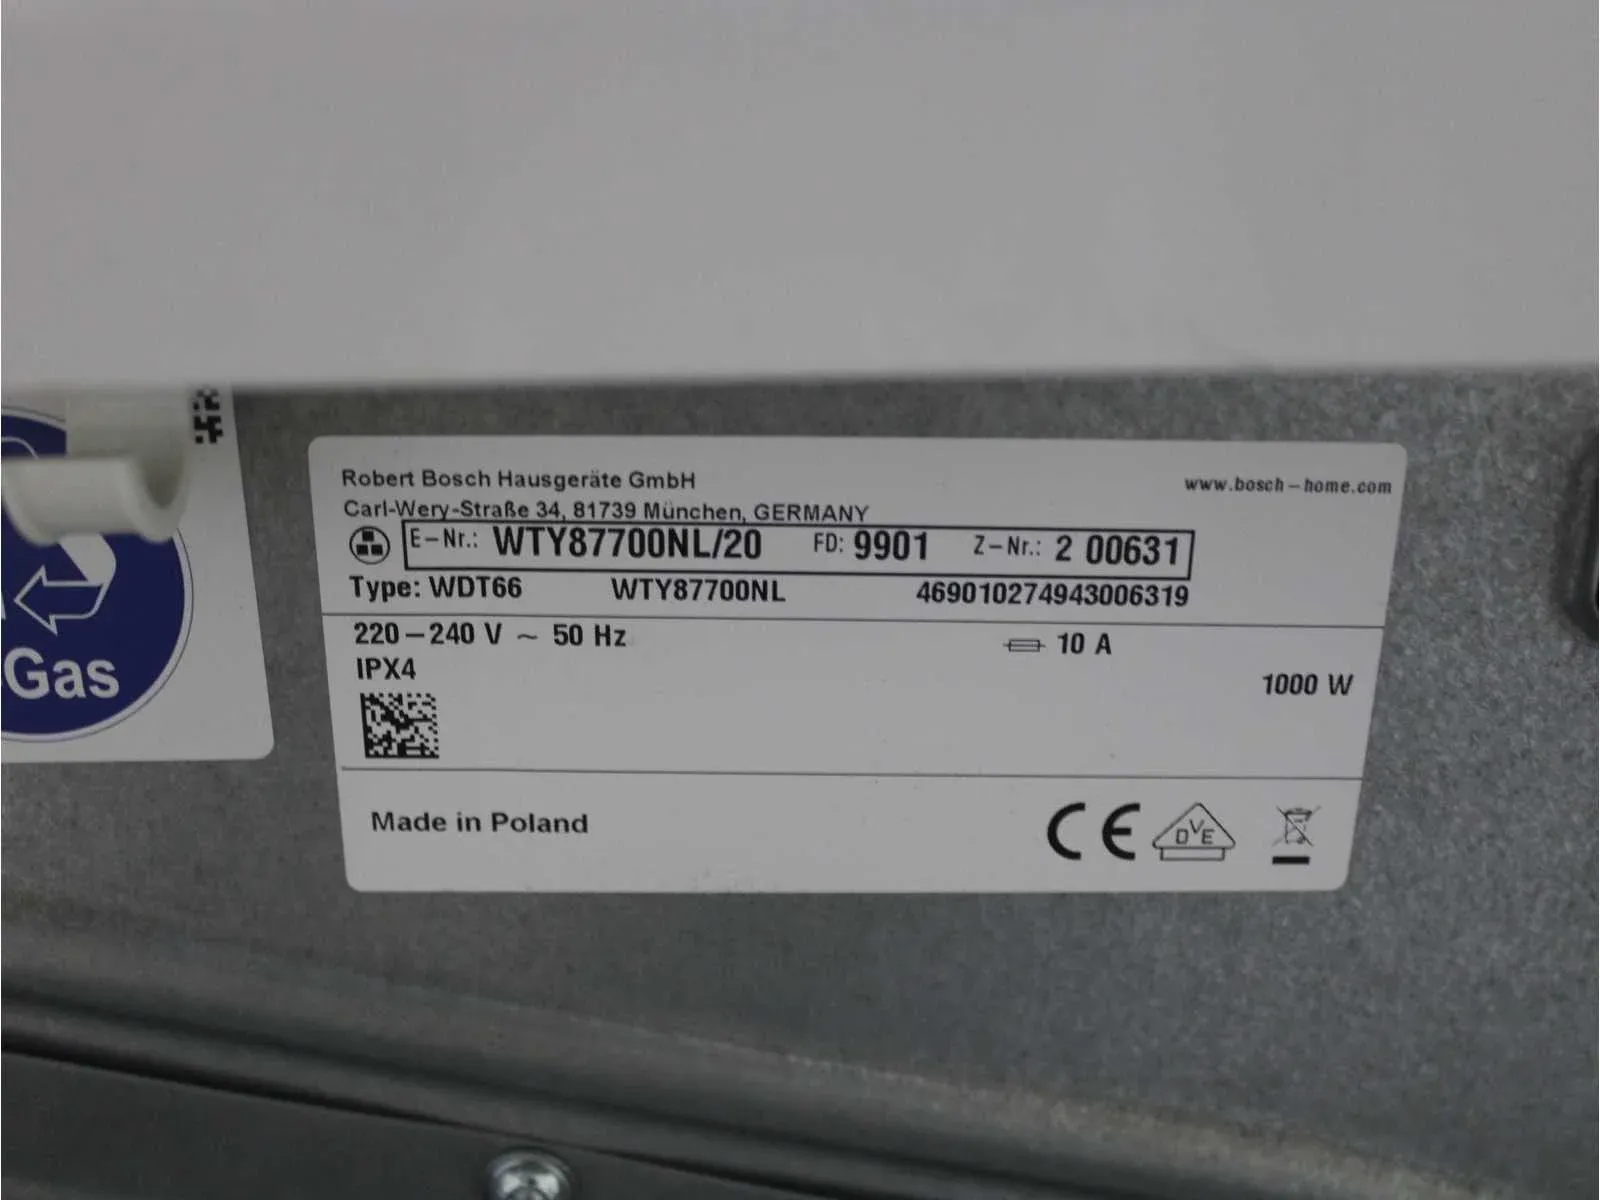 Robert Bosch Hausgeräte GmbH
www.bosch-home.com
Carl-Wery-Straße 34, 81739 München, GERMANY
E-Nr.: WTY87700NL/20 FD: 9901 Z-Nr.: 2 00631
Type: WDT66 WTY87700NL 469010274943006319
220-240 V ~ 50 Hz 10 A
IPX4
1000 W
Gas
Made in Poland
CE DVE